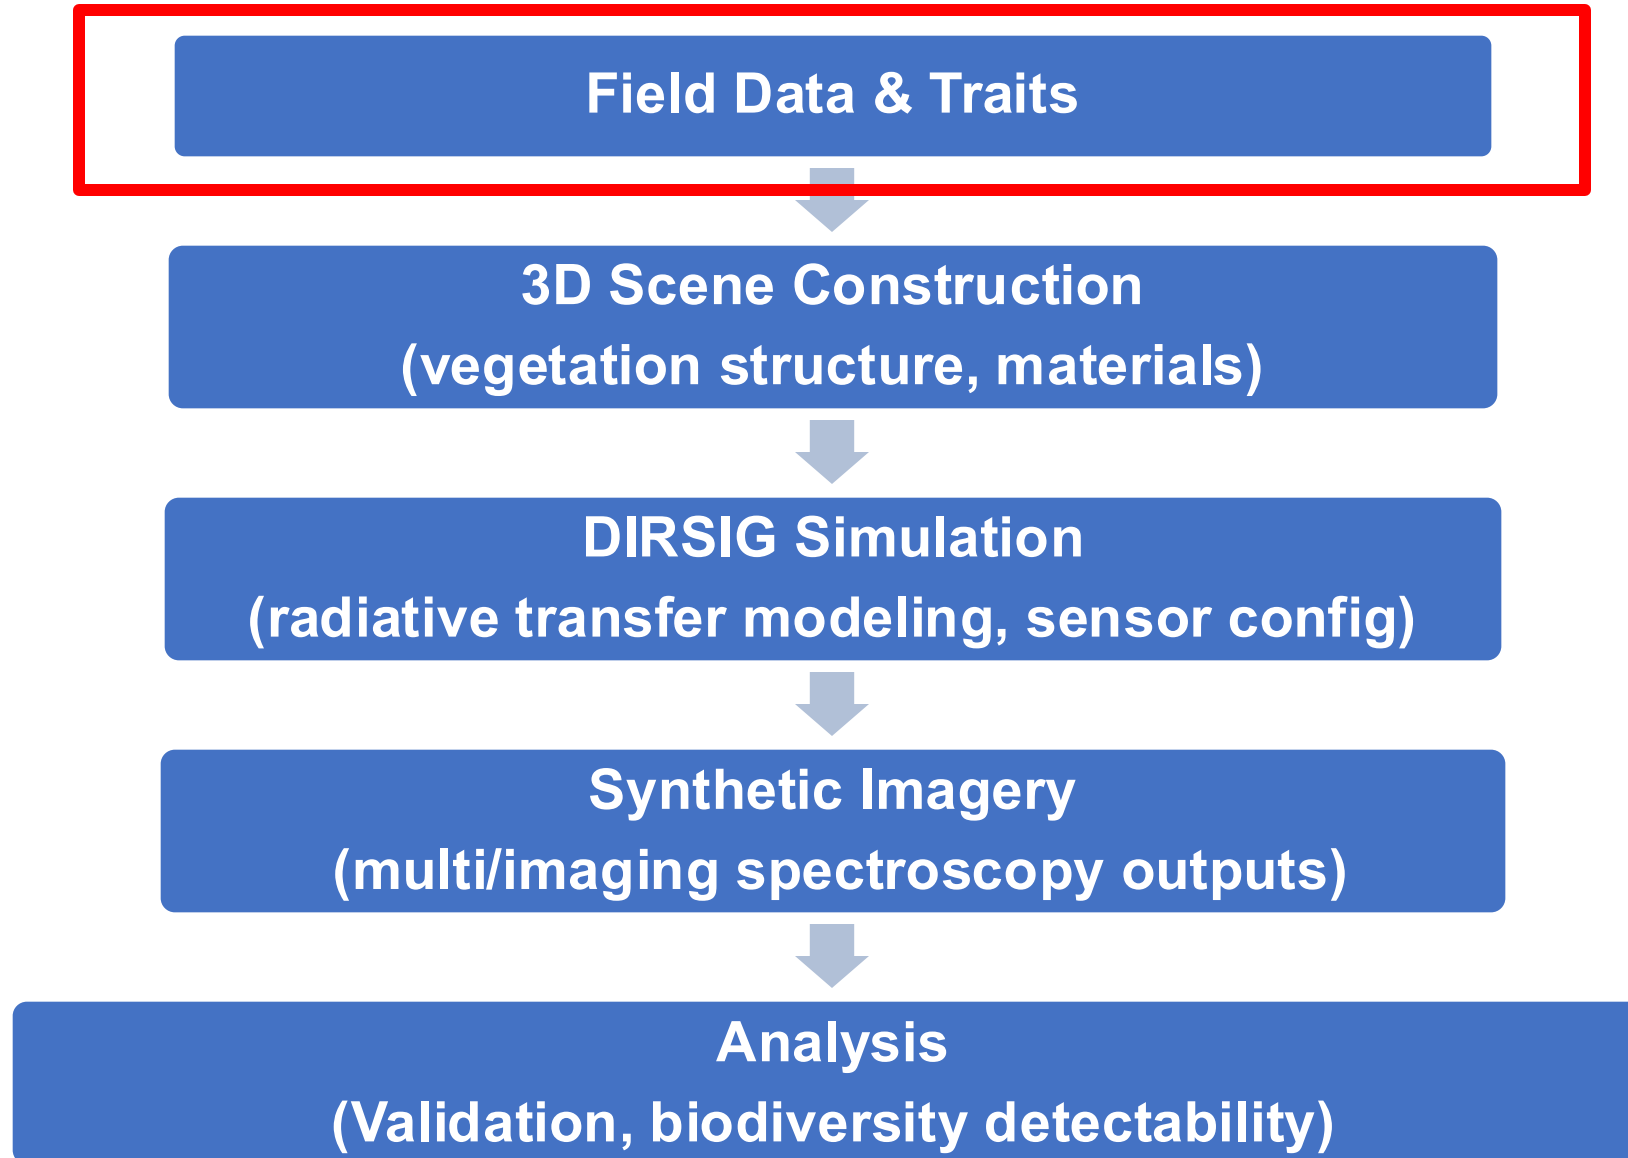 Field Data & Traits
3D Scene Construction
(vegetation structure, materials)
DIRSIG Simulation
(radiative transfer modeling, sensor config)
Synthetic Imagery
(multi/imaging spectroscopy outputs)
Analysis
(Validation, biodiversity detectability)